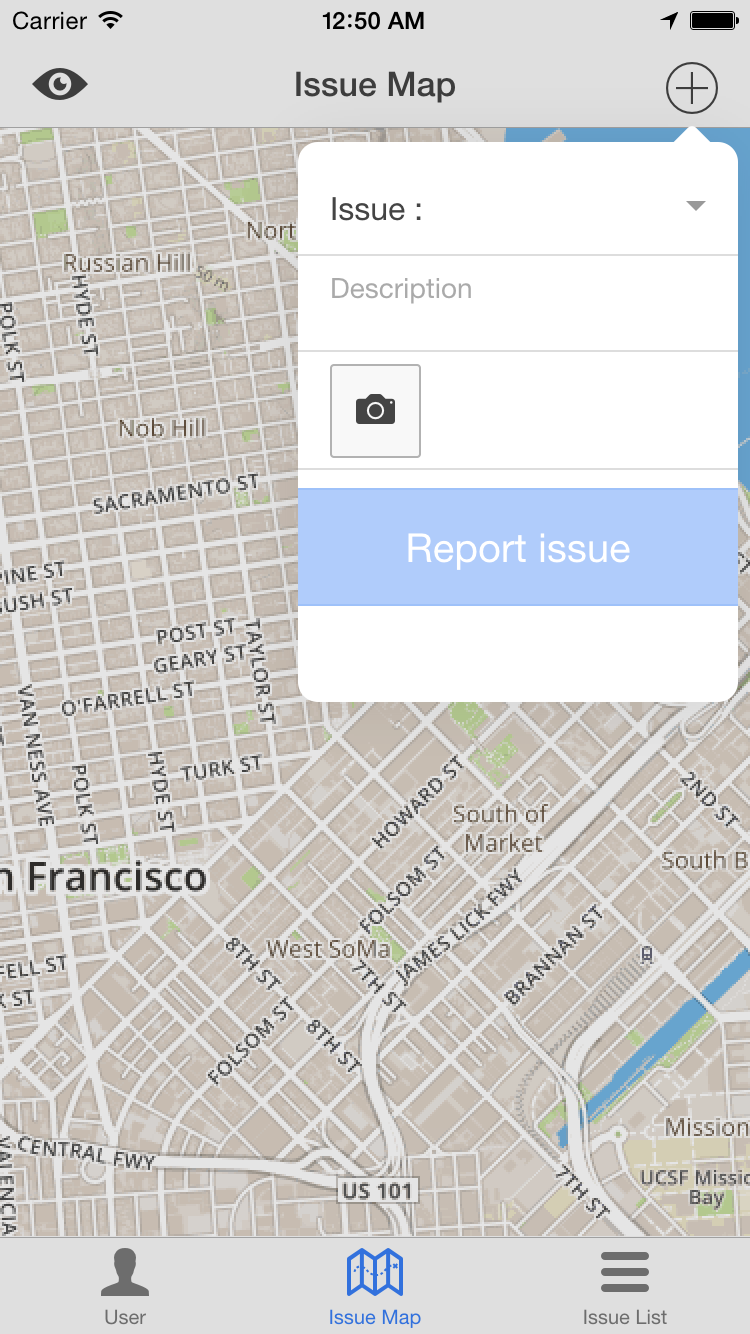 Carrier 12:50 AM
Issue Map
Issue :
Description
Report issue
Nort
Russian Hill
50 m
HYDE ST
POLK ST
Nob Hill
SACRAMENTO ST
PINE ST
BUSH ST
POST ST
GEARY ST
TAYLOR ST
O'FARRELL ST
VAN NESS AVE
POLK ST
HYDE ST
TURK ST
HOWARD ST
2ND ST
South of
Market
South B
n Francisco
FOLSOM ST
JAMES LICK FWY
BRANNAN ST
West SoMa
8TH ST
7TH ST
FELL ST
K ST
FOLSOM ST
8TH ST
CENTRAL FWY
VALENCIA
US 101
7TH ST
Mission
UCSF Missic
Bay
User
Issue Map
Issue List